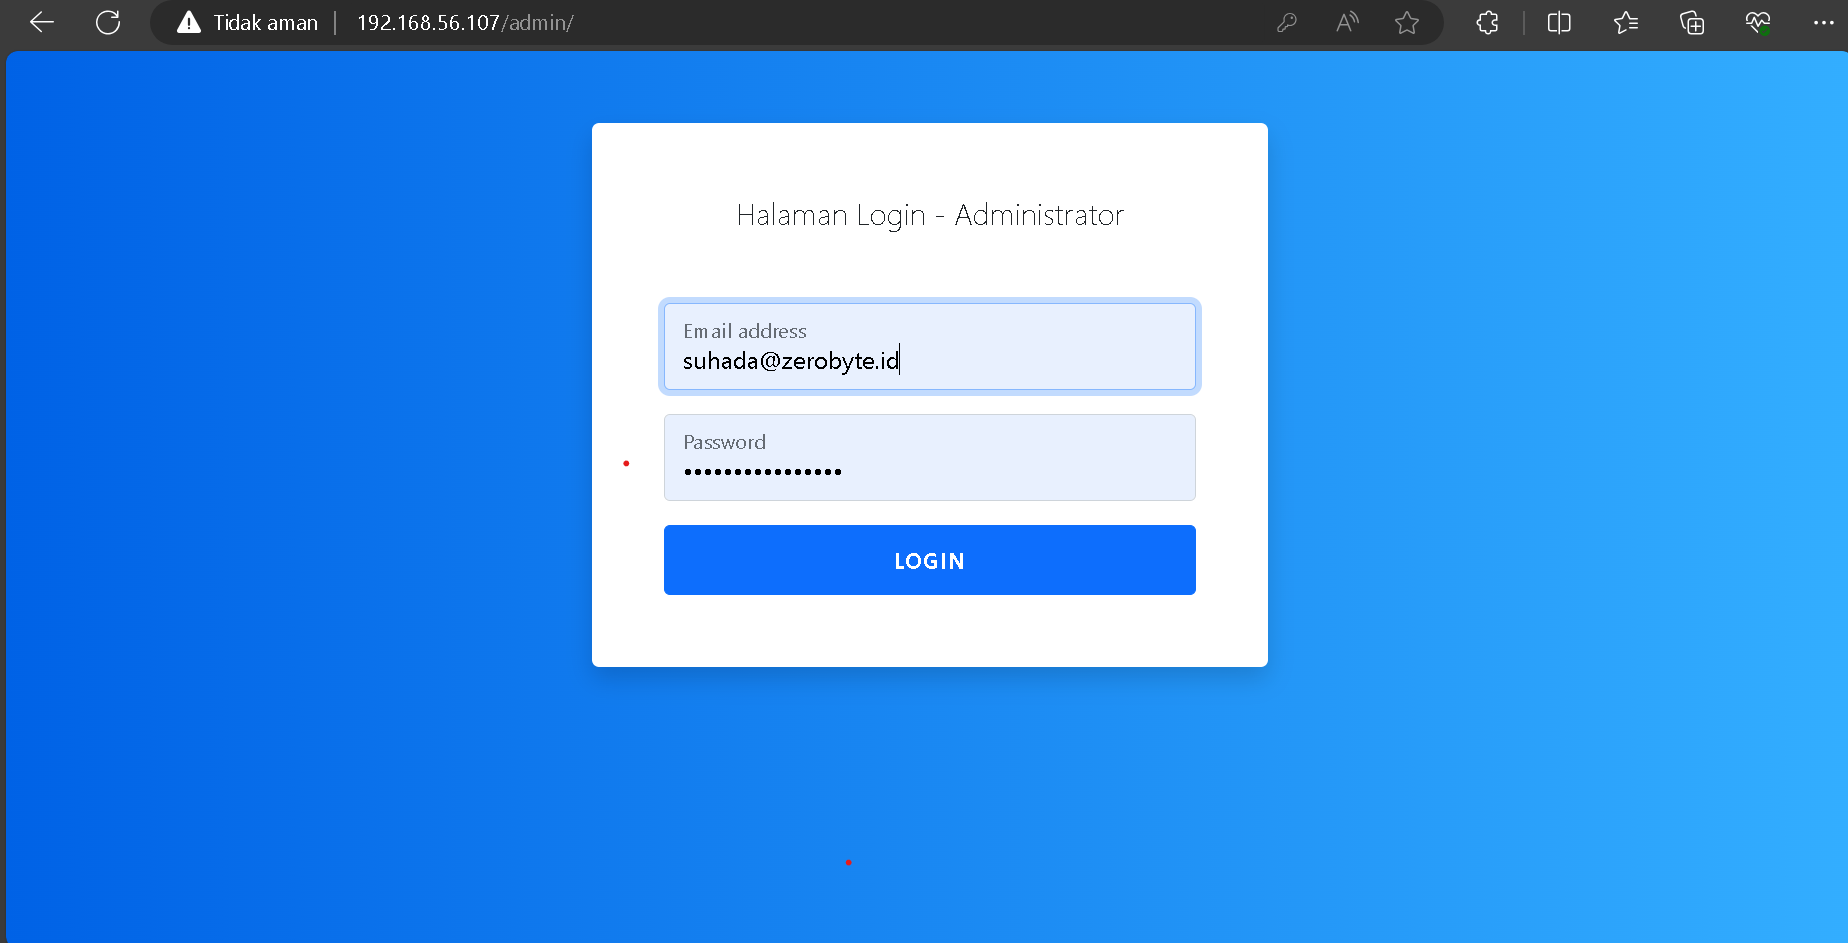 Tidak aman | 192.168.56.107/admin/
Halaman Login - Administrator
Email address
suhada@zerobyte.id
Password
••••••••••••••••
LOGIN